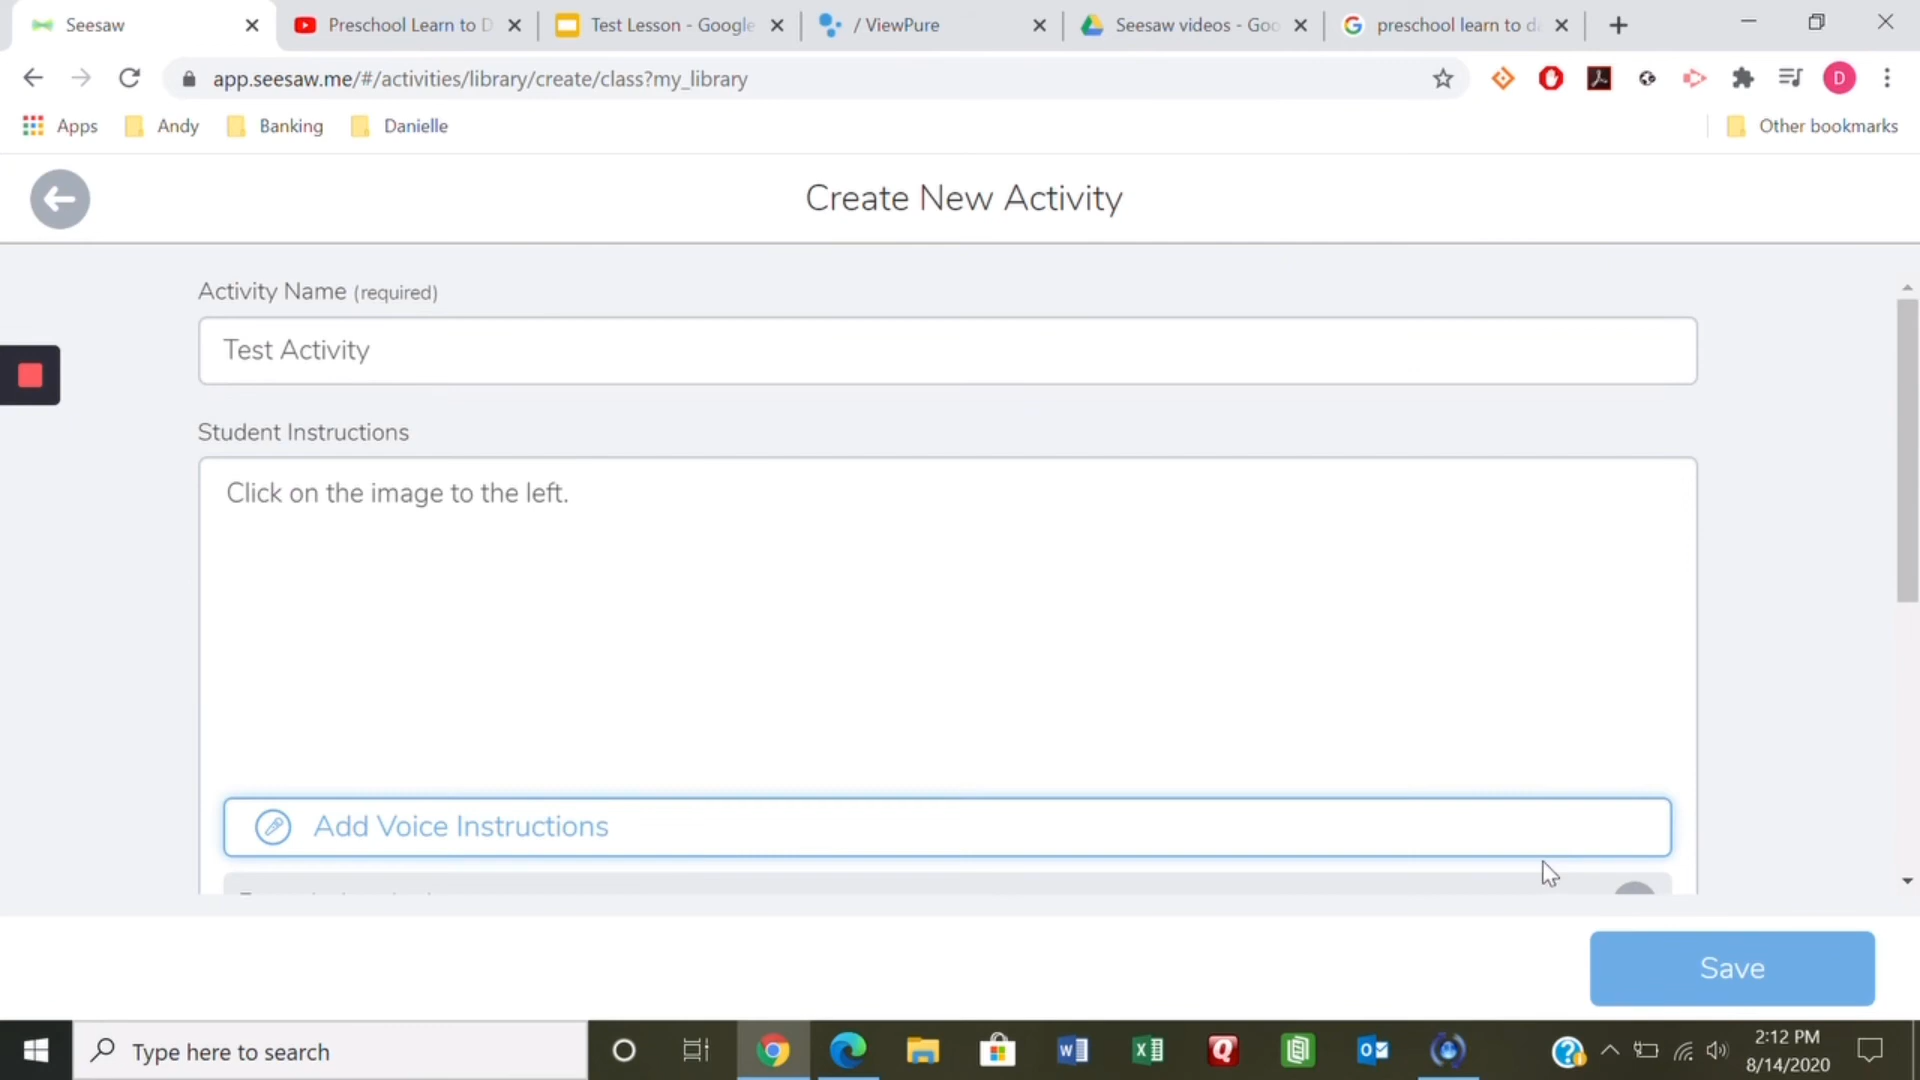 Seesaw
Preschool Learn to D
Test Lesson - Google
/ ViewPure
Seesaw videos - Goo
preschool learn to d
app.seesaw.me/#/activities/library/create/class?my_library
D
Apps
Andy
Banking
Danielle
Other bookmarks
Create New Activity
Activity Name (required)
Test Activity
Student Instructions
Click on the image to the left.
Add Voice Instructions
Save
Type here to search
2:12 PM
8/14/2020